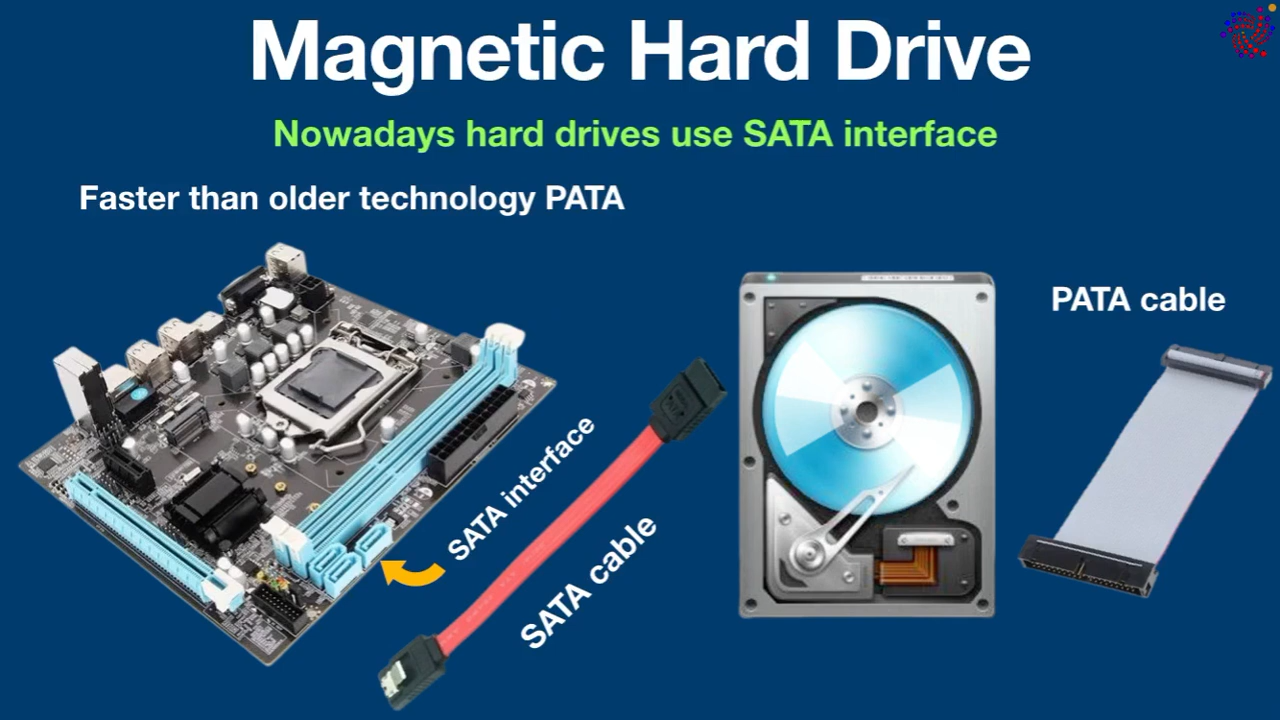 Magnetic Hard Drive
Nowadays hard drives use SATA interface
Faster than older technology PATA
PATA cable
SATA interface
SATA cable